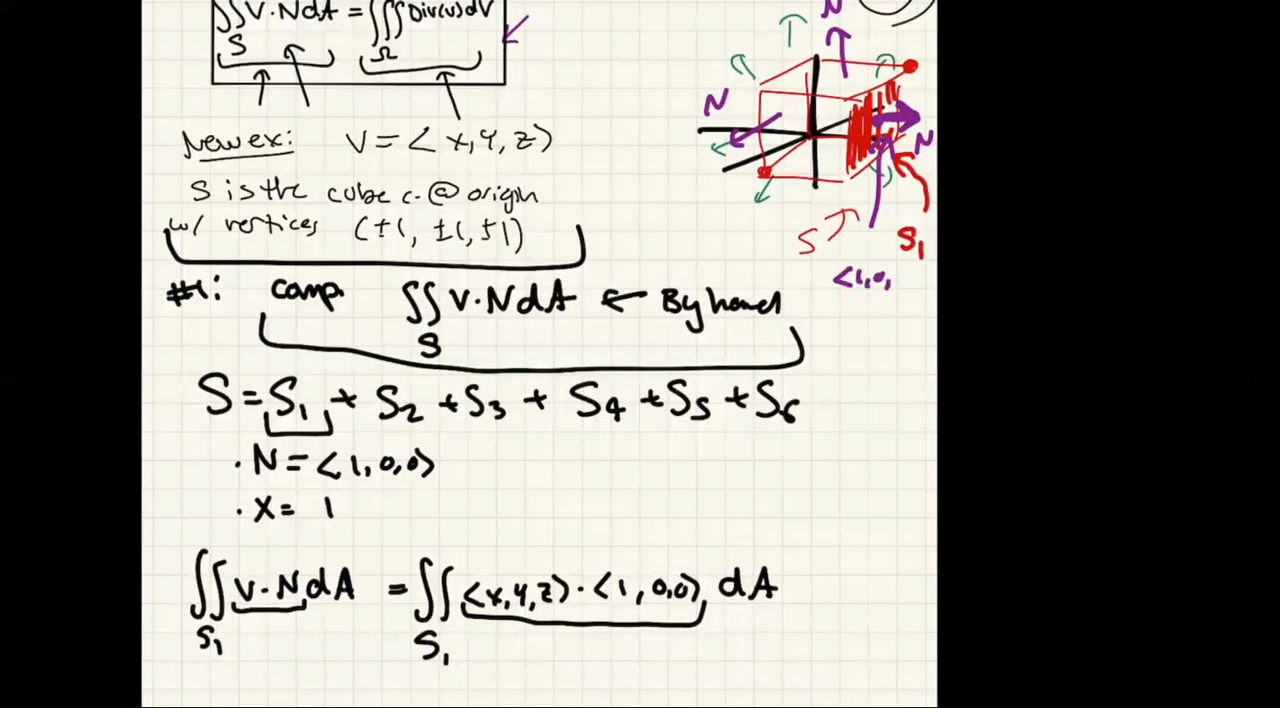 ∬ V · N dA = ∭ Div(V) dV
S Ω
New ex: V = < x, y, z >
S is the cube c. @ origin
w/ vertices (±1, ±1, ±1)
N
N
N
S
S₁
<1,0,
#1: comp. ∬ V · N dA ← By hand
S
S = S₁ + S₂ + S₃ + S₄ + S₅ + S₆
· N = < 1, 0, 0 >
· X = 1
∬ V · N dA = ∬ < x, y, z > · < 1, 0, 0 > dA
S₁ S₁